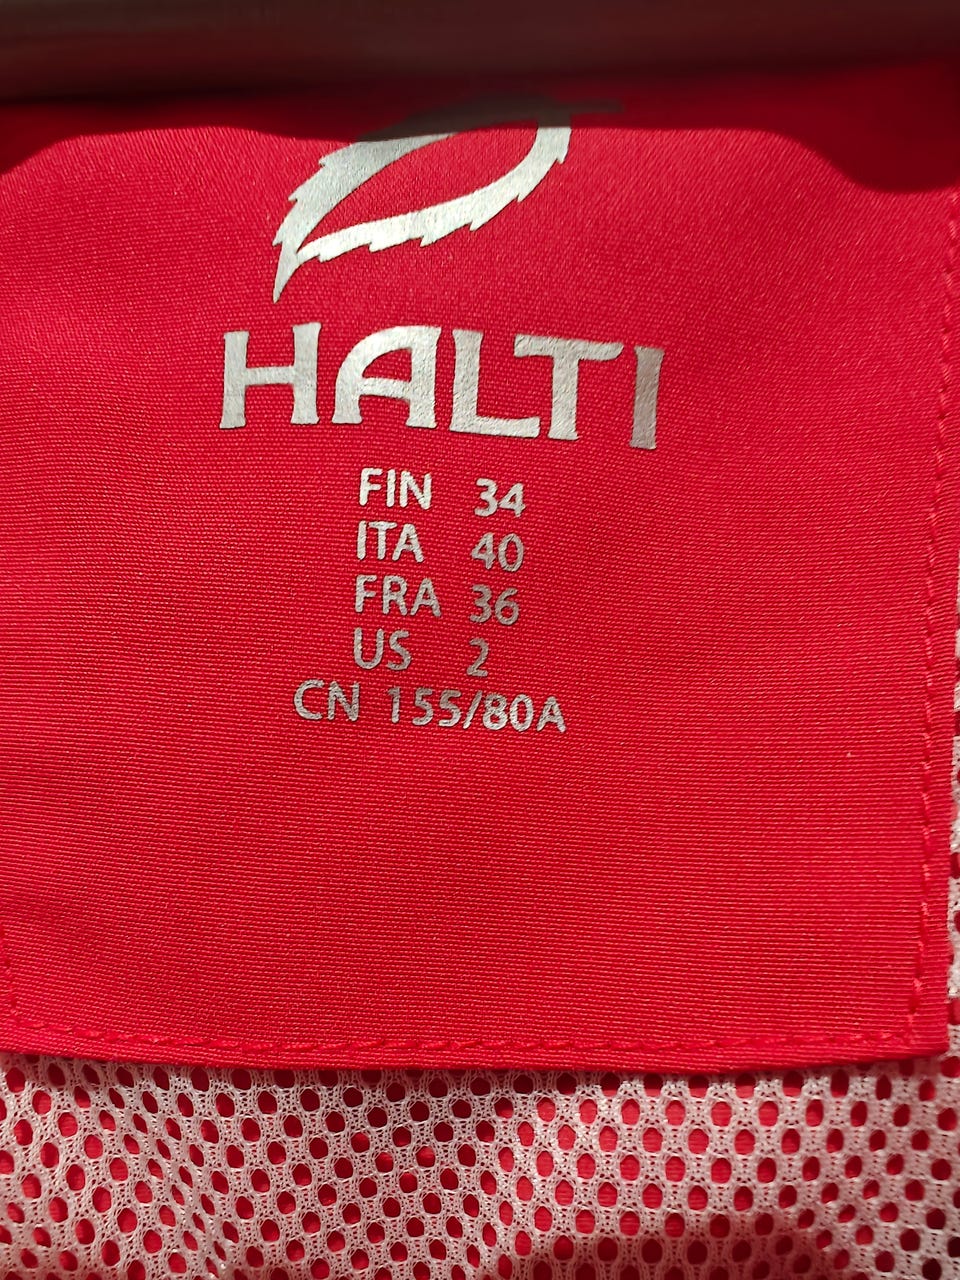 HALTI
FIN 34
ITA 40
FRA 36
US 2
CN 155/80A